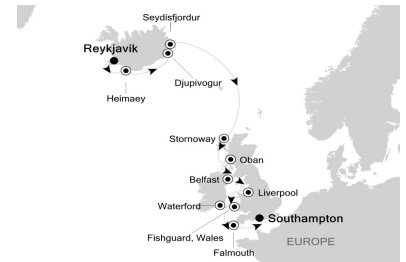 Seydisfjordur
Reykjavik
Djupivogur
Heimaey
Stornoway
Oban
Belfast
Liverpool
Waterford
Southampton
Fishguard, Wales
EUROPE
Falmouth